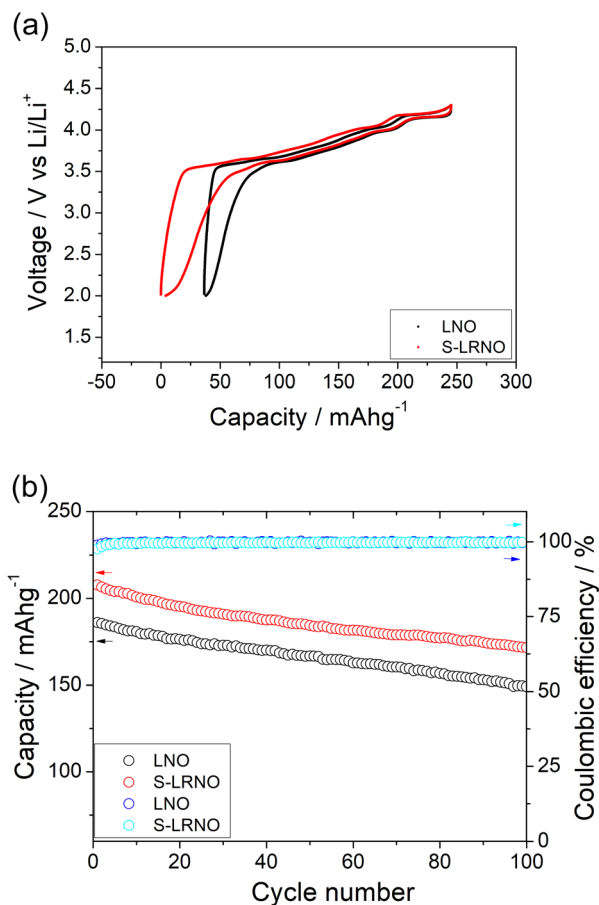 (a)
Voltage / V vs Li/Li⁺
5.0
4.5
4.0
3.5
3.0
2.5
2.0
1.5
LNO
S-LRNO
-50 0 50 100 150 200 250 300
Capacity / mAhg⁻¹
(b)
Capacity / mAhg⁻¹
250
200
150
100
100
75
50
25
0
Coulombic efficiency / %
LNO
S-LRNO
LNO
S-LRNO
0 20 40 60 80 100
Cycle number